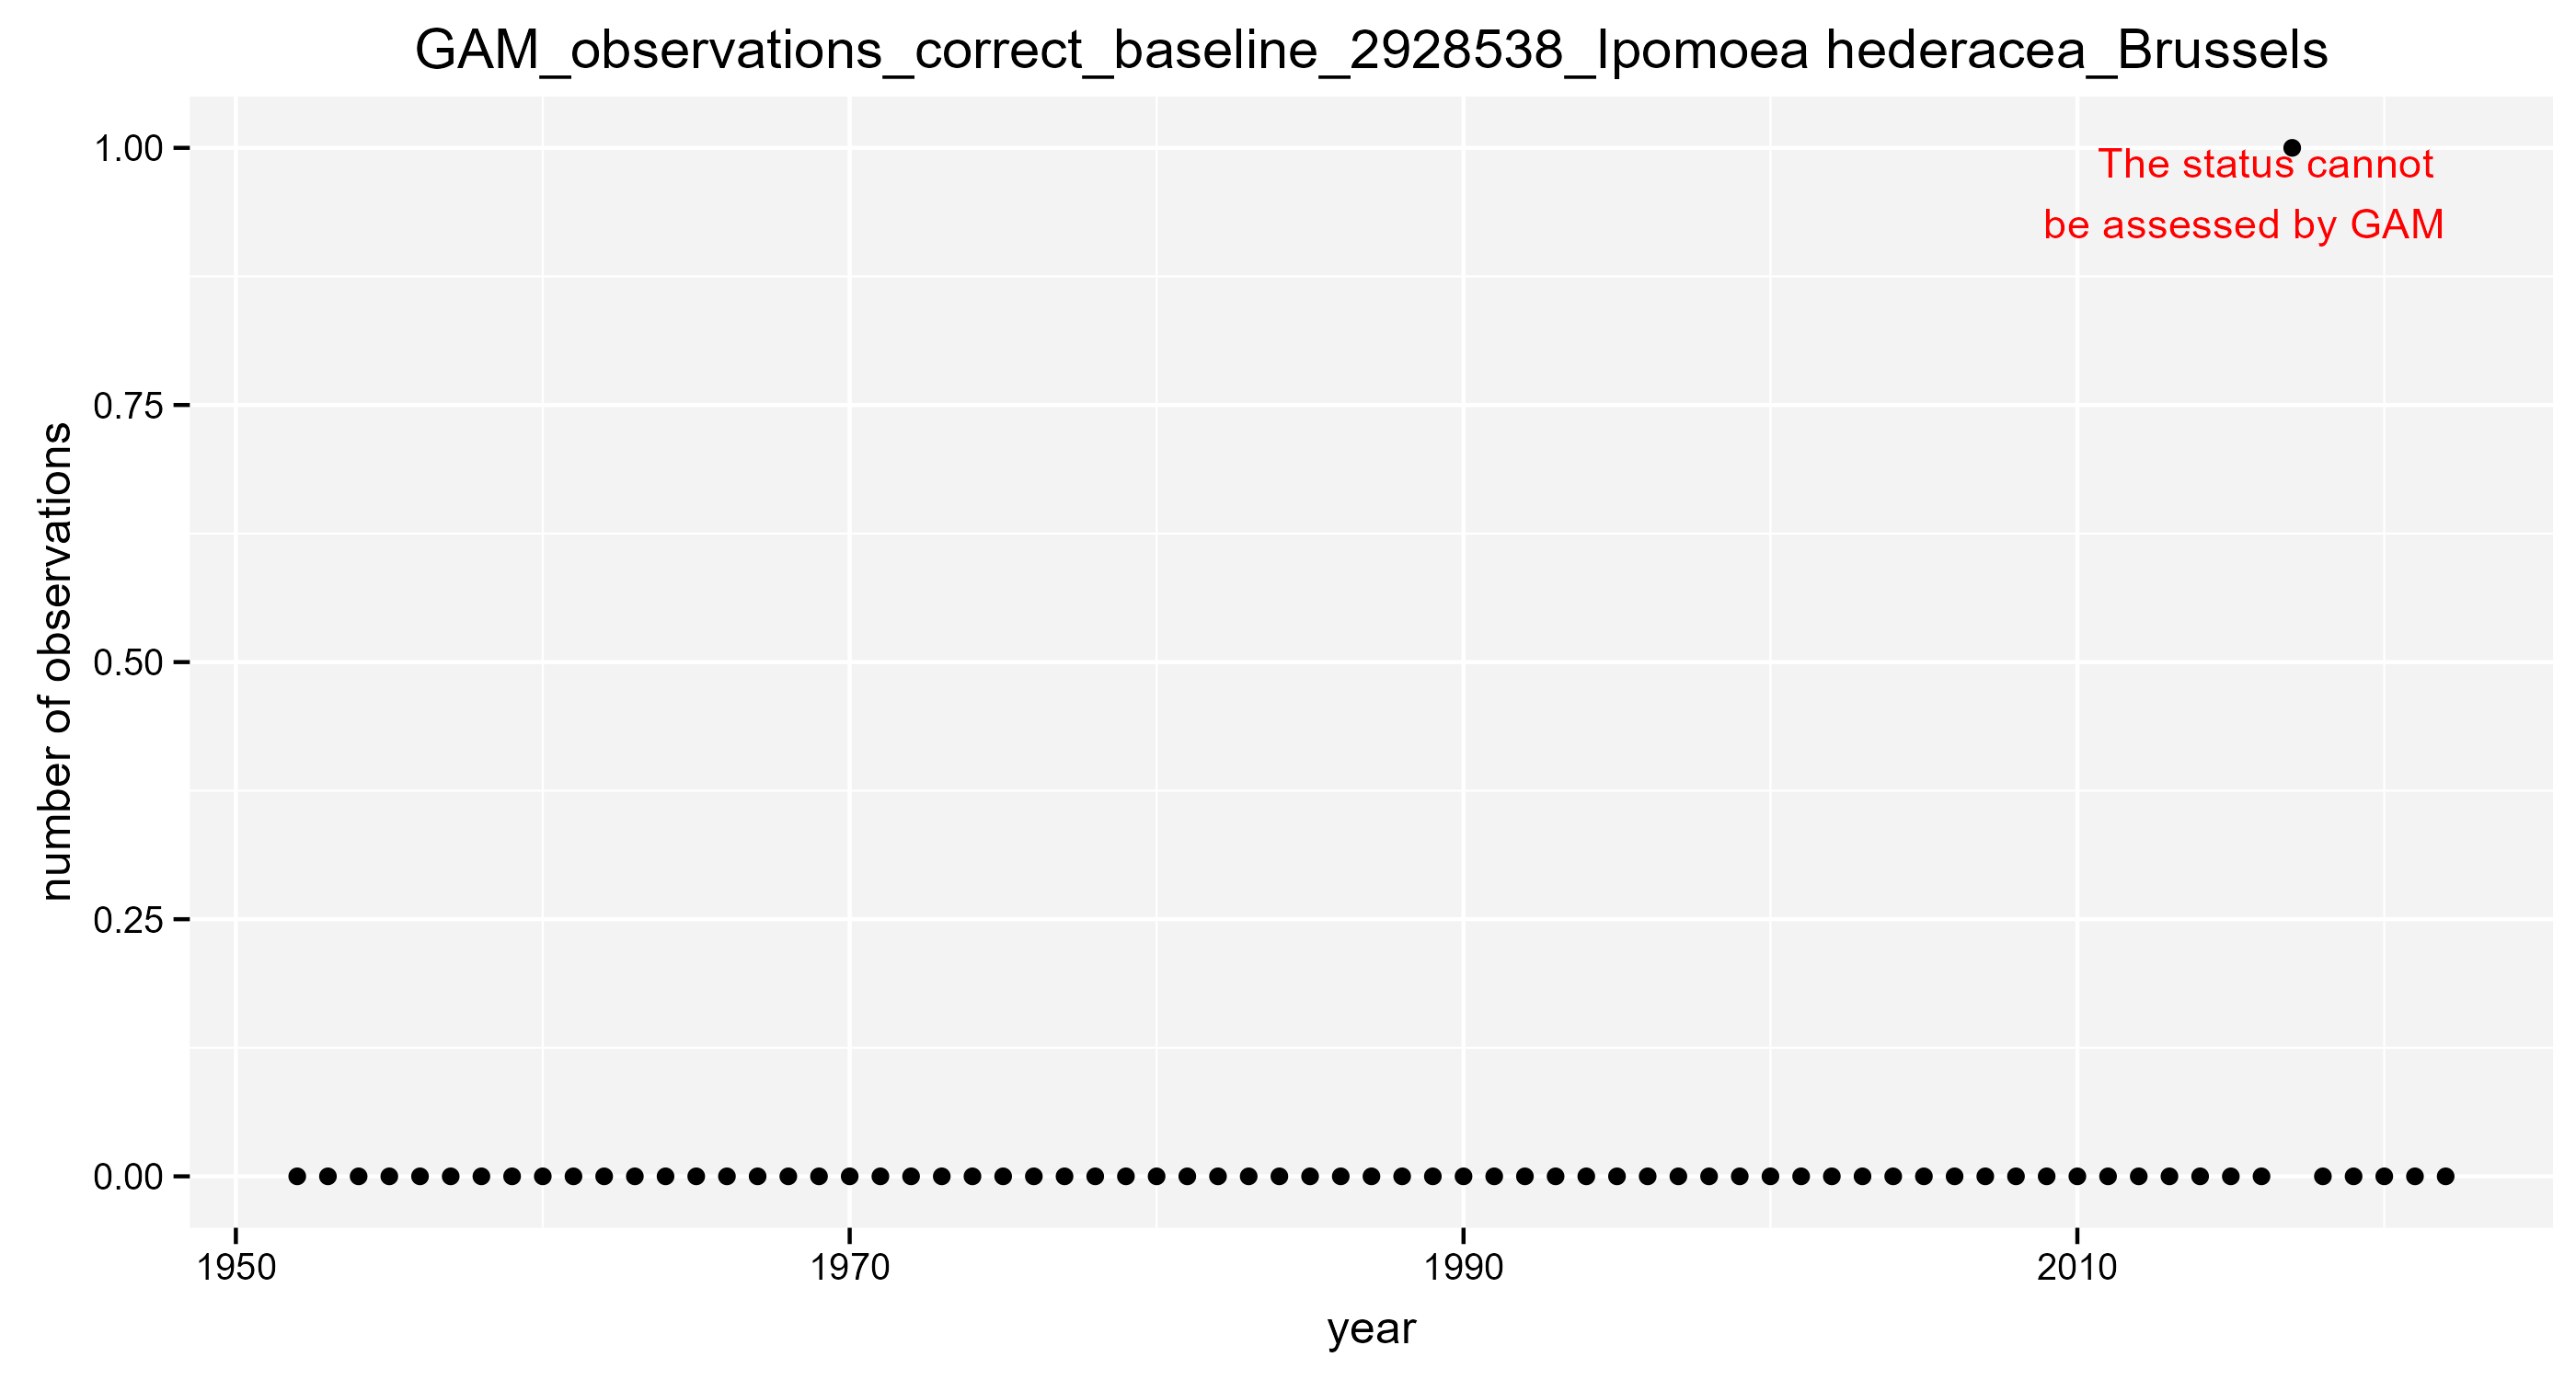 GAM_observations_correct_baseline_2928538_Ipomoea hederacea_Brussels
1.00
The status cannot
be assessed by GAM
0.75
0.50
0.25
0.00
number of observations
1950
1970
1990
2010
year